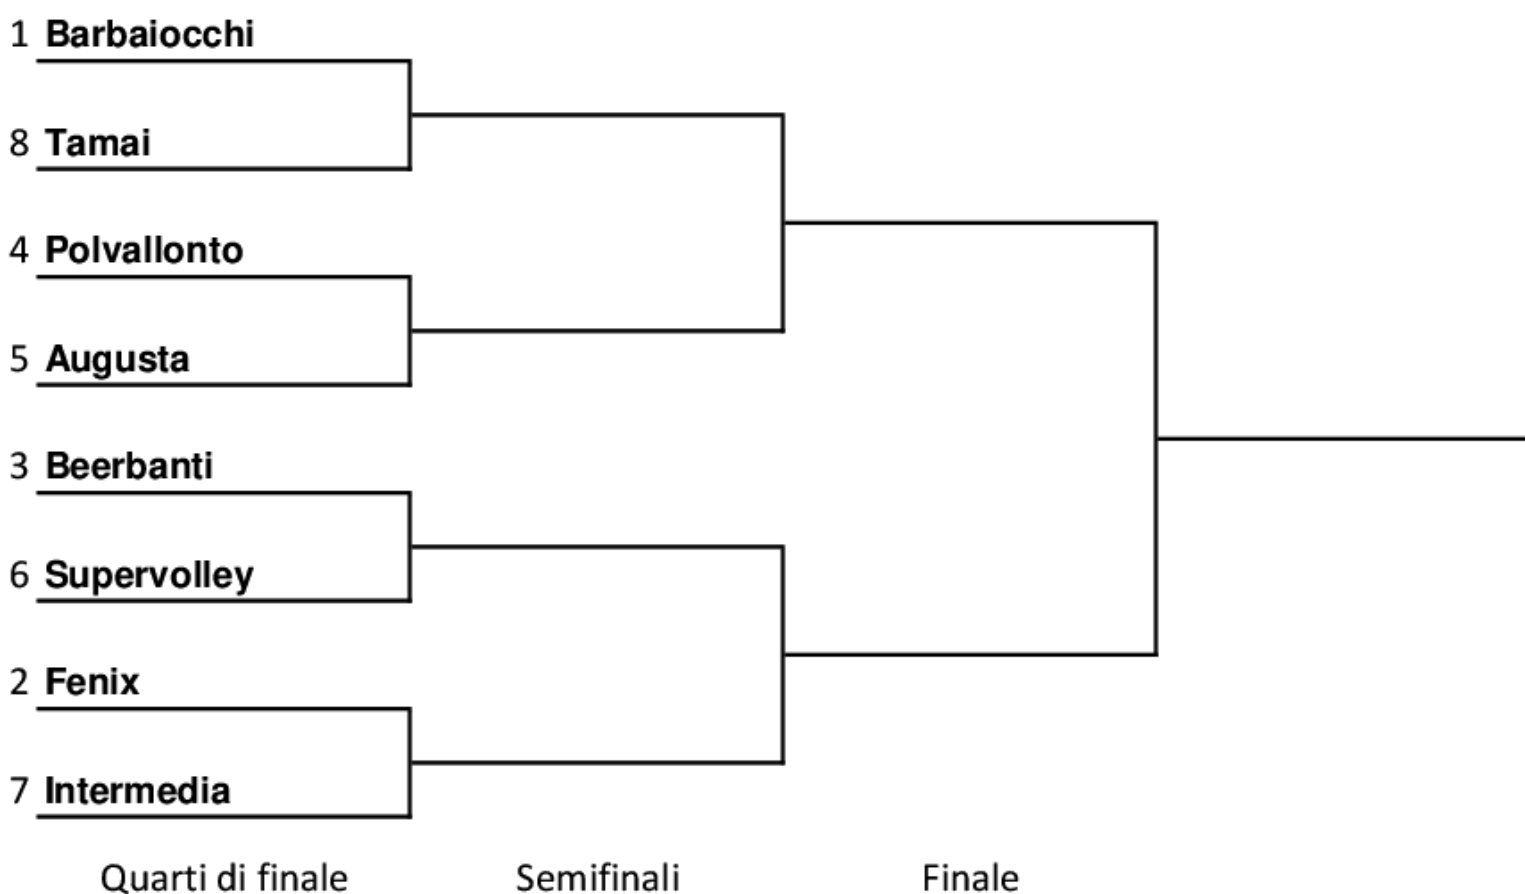 1 Barbaiocchi
8 Tamai
4 Polvallonto
5 Augusta
3 Beerbanti
6 Supervolley
2 Fenix
7 Intermedia
Quarti di finale Semifinali Finale